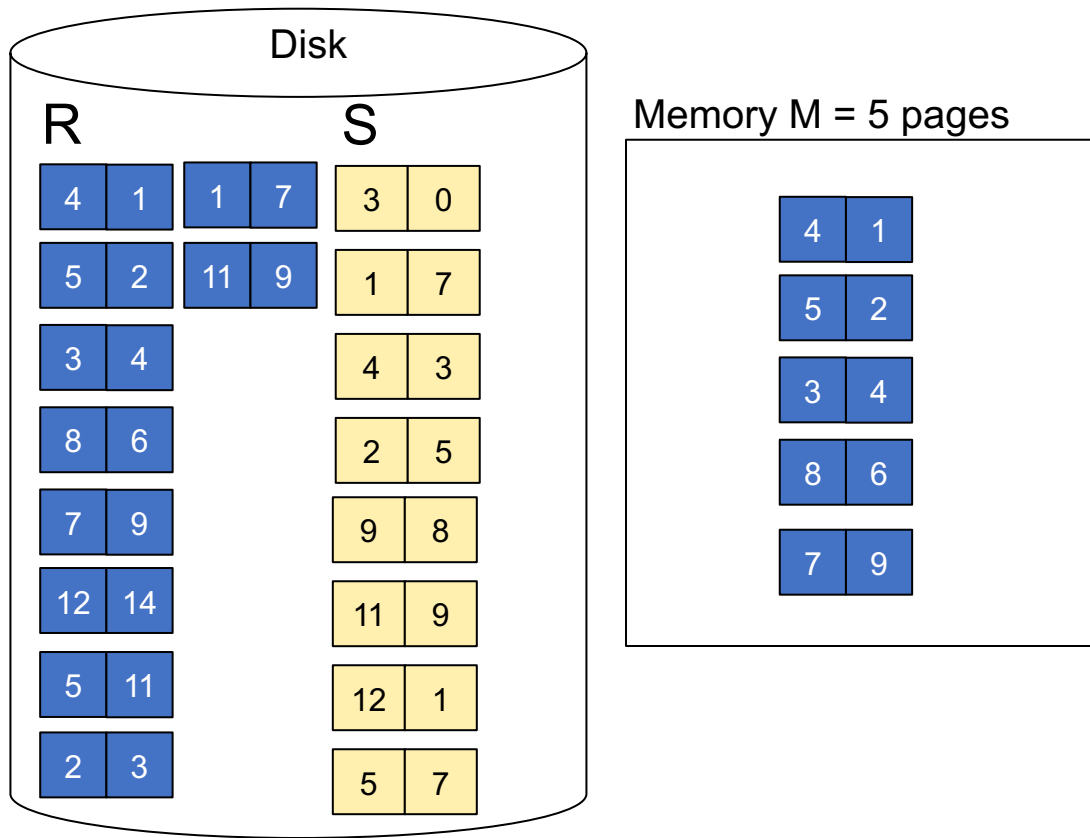 Disk
R S
Memory M = 5 pages
4 1 1 7 3 0
4 1
5 2 11 9 1 7
5 2
3 4 4 3
3 4
8 6 2 5
8 6
7 9 9 8
7 9
12 14 11 9
5 11 12 1
2 3 5 7